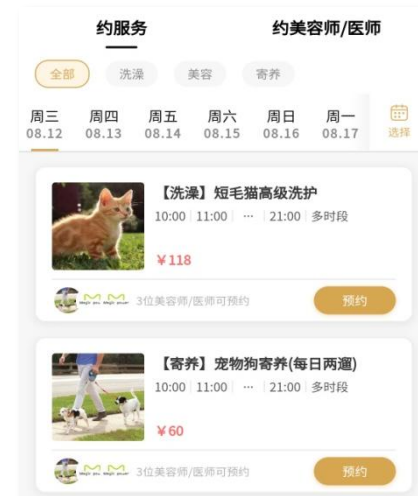 约服务
约美容师/医师
全部
洗澡
美容
寄养
周三 周四 周五 周六 周日 周一
08.12 08.13 08.14 08.15 08.16 08.17
选择
【洗澡】短毛猫高级洗护
10:00 11:00 ··· 21:00 多时段
￥118
3位美容师/医师可预约
预约
【寄养】宠物狗寄养(每日两遛)
10:00 11:00 ··· 21:00 多时段
￥60
3位美容师/医师可预约
预约